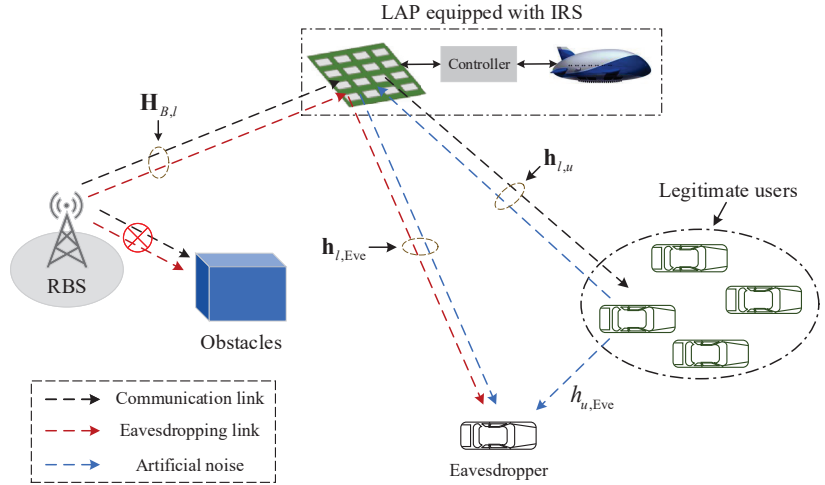 LAP equipped with IRS
Controller
𝐇_{B,l}
𝐡_{l,u}
Legitimate users
𝐡_{l,Eve}
RBS
Obstacles
h_{u,Eve}
Communication link
Eavesdropping link
Artificial noise
Eavesdropper